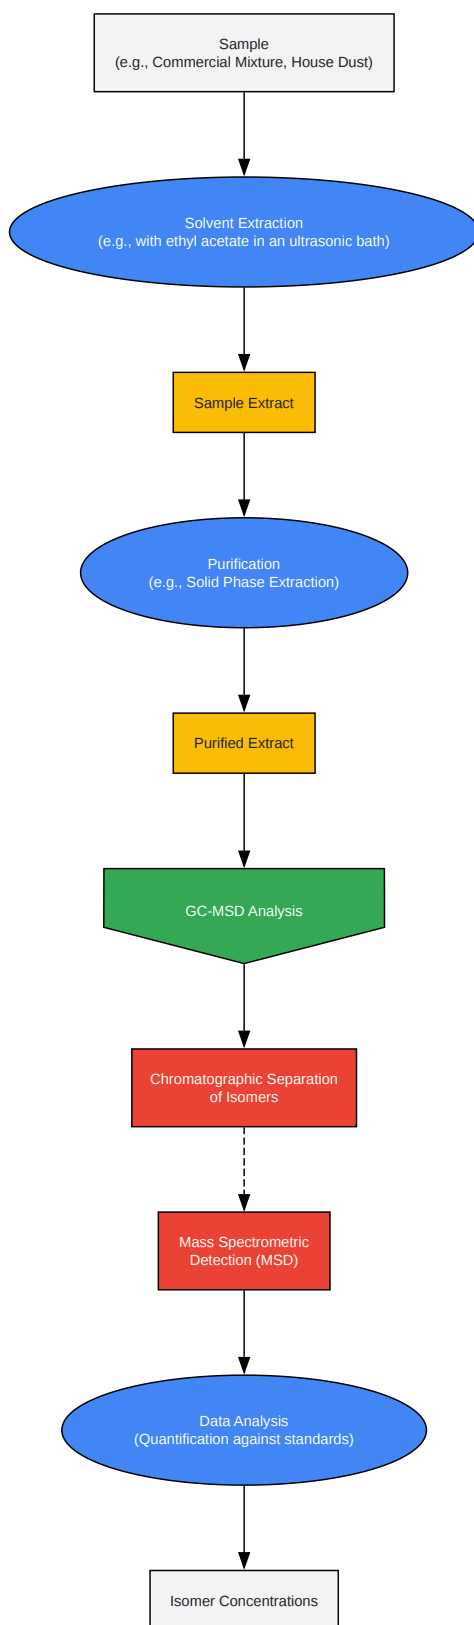 Sample
(e.g., Commercial Mixture, House Dust)
Solvent Extraction
(e.g., with ethyl acetate in an ultrasonic bath)
Sample Extract
Purification
(e.g., Solid Phase Extraction)
Purified Extract
GC-MSD Analysis
Chromatographic Separation
of Isomers
Mass Spectrometric
Detection (MSD)
Data Analysis
(Quantification against standards)
Isomer Concentrations